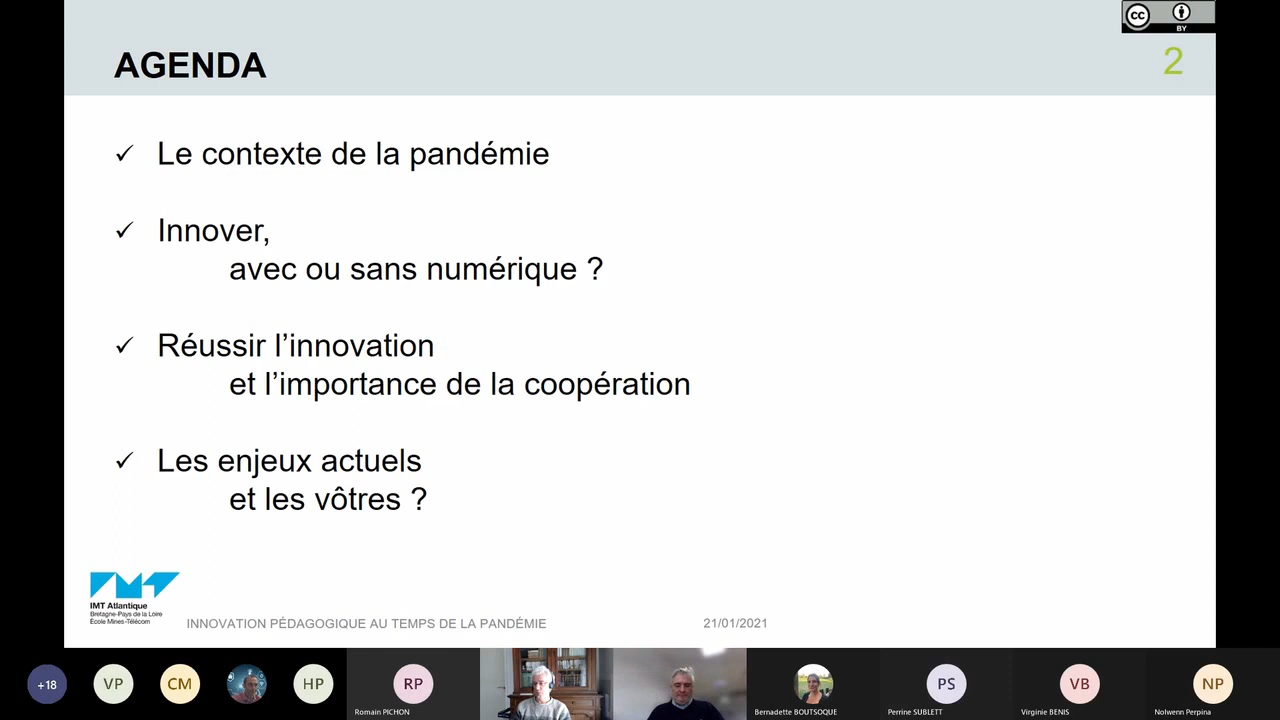 cc
BY
AGENDA
2
✓ Le contexte de la pandémie
✓ Innover,
avec ou sans numérique ?
✓ Réussir l’innovation
et l’importance de la coopération
✓ Les enjeux actuels
et les vôtres ?
IMT Atlantique
Bretagne-Pays de la Loire
École Mines-Télécom
INNOVATION PÉDAGOGIQUE AU TEMPS DE LA PANDÉMIE
21/01/2021
+18
VP
CM
HP
RP
PS
VB
NP
Romain PICHON
Bernadette BOUTSOQUE
Perrine SUBLETT
Virginie BENIS
Nolwenn Perpina